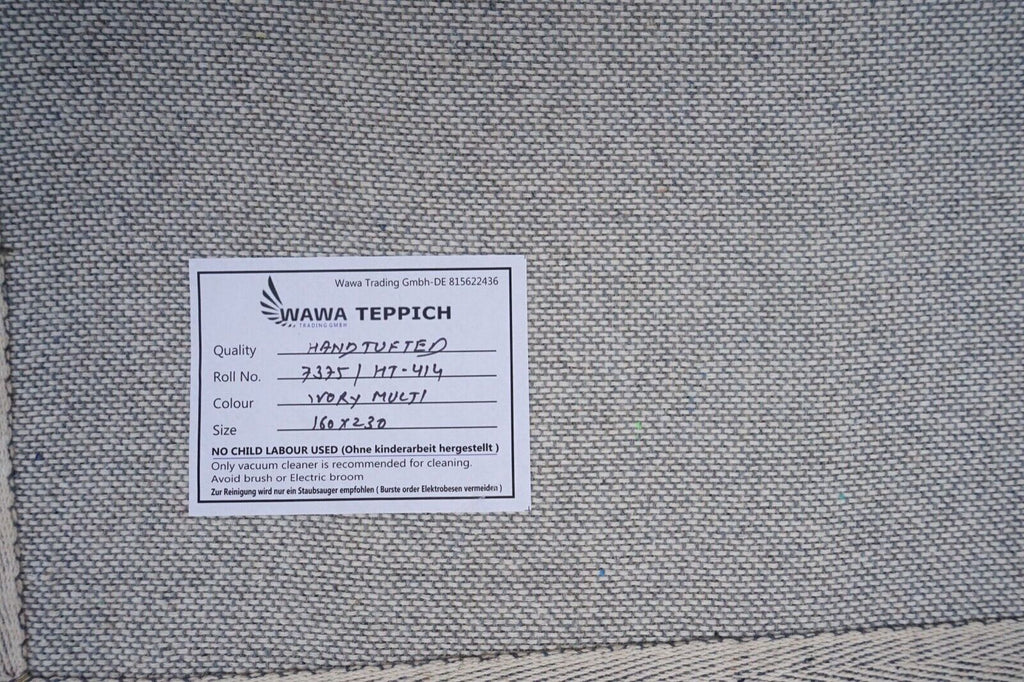 Wawa Trading Gmbh-DE 815622436
WAWA TEPPICH
TRADING GMBH
Quality HANDTUFTED
Roll No. 7375 / HT-414
Colour IVORY MULTI
Size 160 X 230
NO CHILD LABOUR USED (Ohne kinderarbeit hergestellt )
Only vacuum cleaner is recommended for cleaning.
Avoid brush or Electric broom
Zur Reinigung wird nur ein Staubsauger empfohlen ( Burste order Elektrobesen vermeiden )